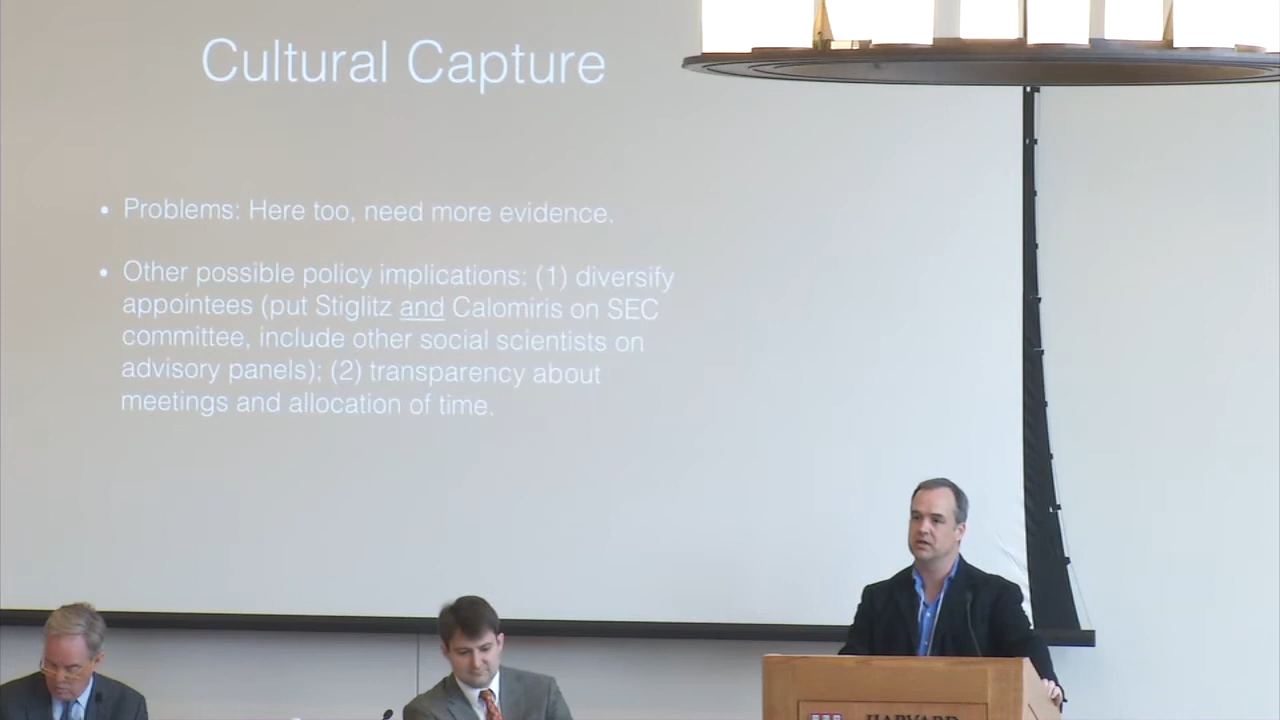 Cultural Capture
• Problems: Here too, need more evidence.
• Other possible policy implications: (1) diversify
appointees (put Stiglitz and Calomiris on SEC
committee, include other social scientists on
advisory panels); (2) transparency about
meetings and allocation of time.
HARVARD